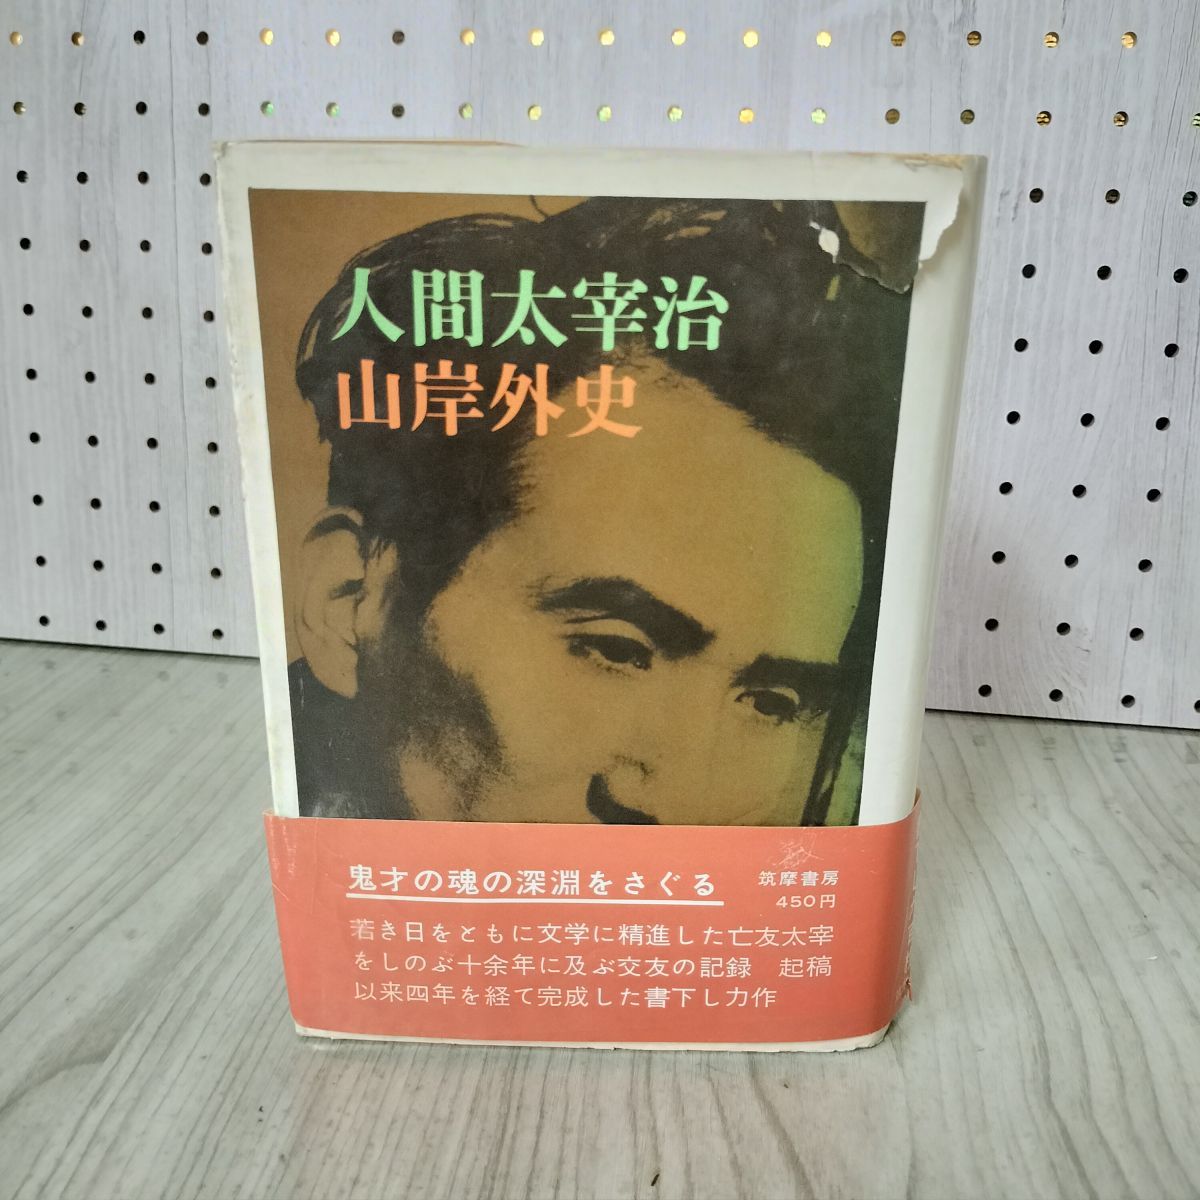 人間太宰治
山岸外史
鬼才の魂の深淵をさぐる
筑摩書房
450円
若き日をともに文学に精進した亡友太宰
をしのぶ十余年に及ぶ交友の記録　起稿
以来四年を経て完成した書下し力作